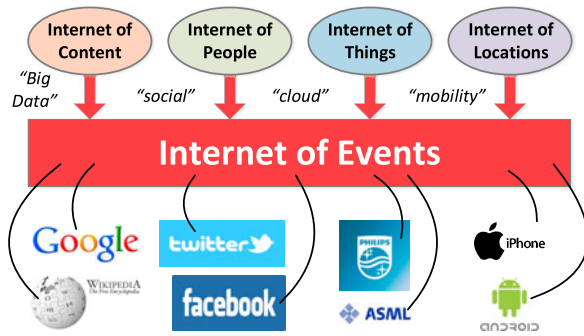 Internet of
Content
Internet of
People
Internet of
Things
Internet of
Locations
“Big
Data”
“social”
“cloud”
“mobility”
Internet of Events
Google
twitter
PHILIPS
iPhone
WIKIPEDIA
The Free Encyclopedia
facebook
ASML
android